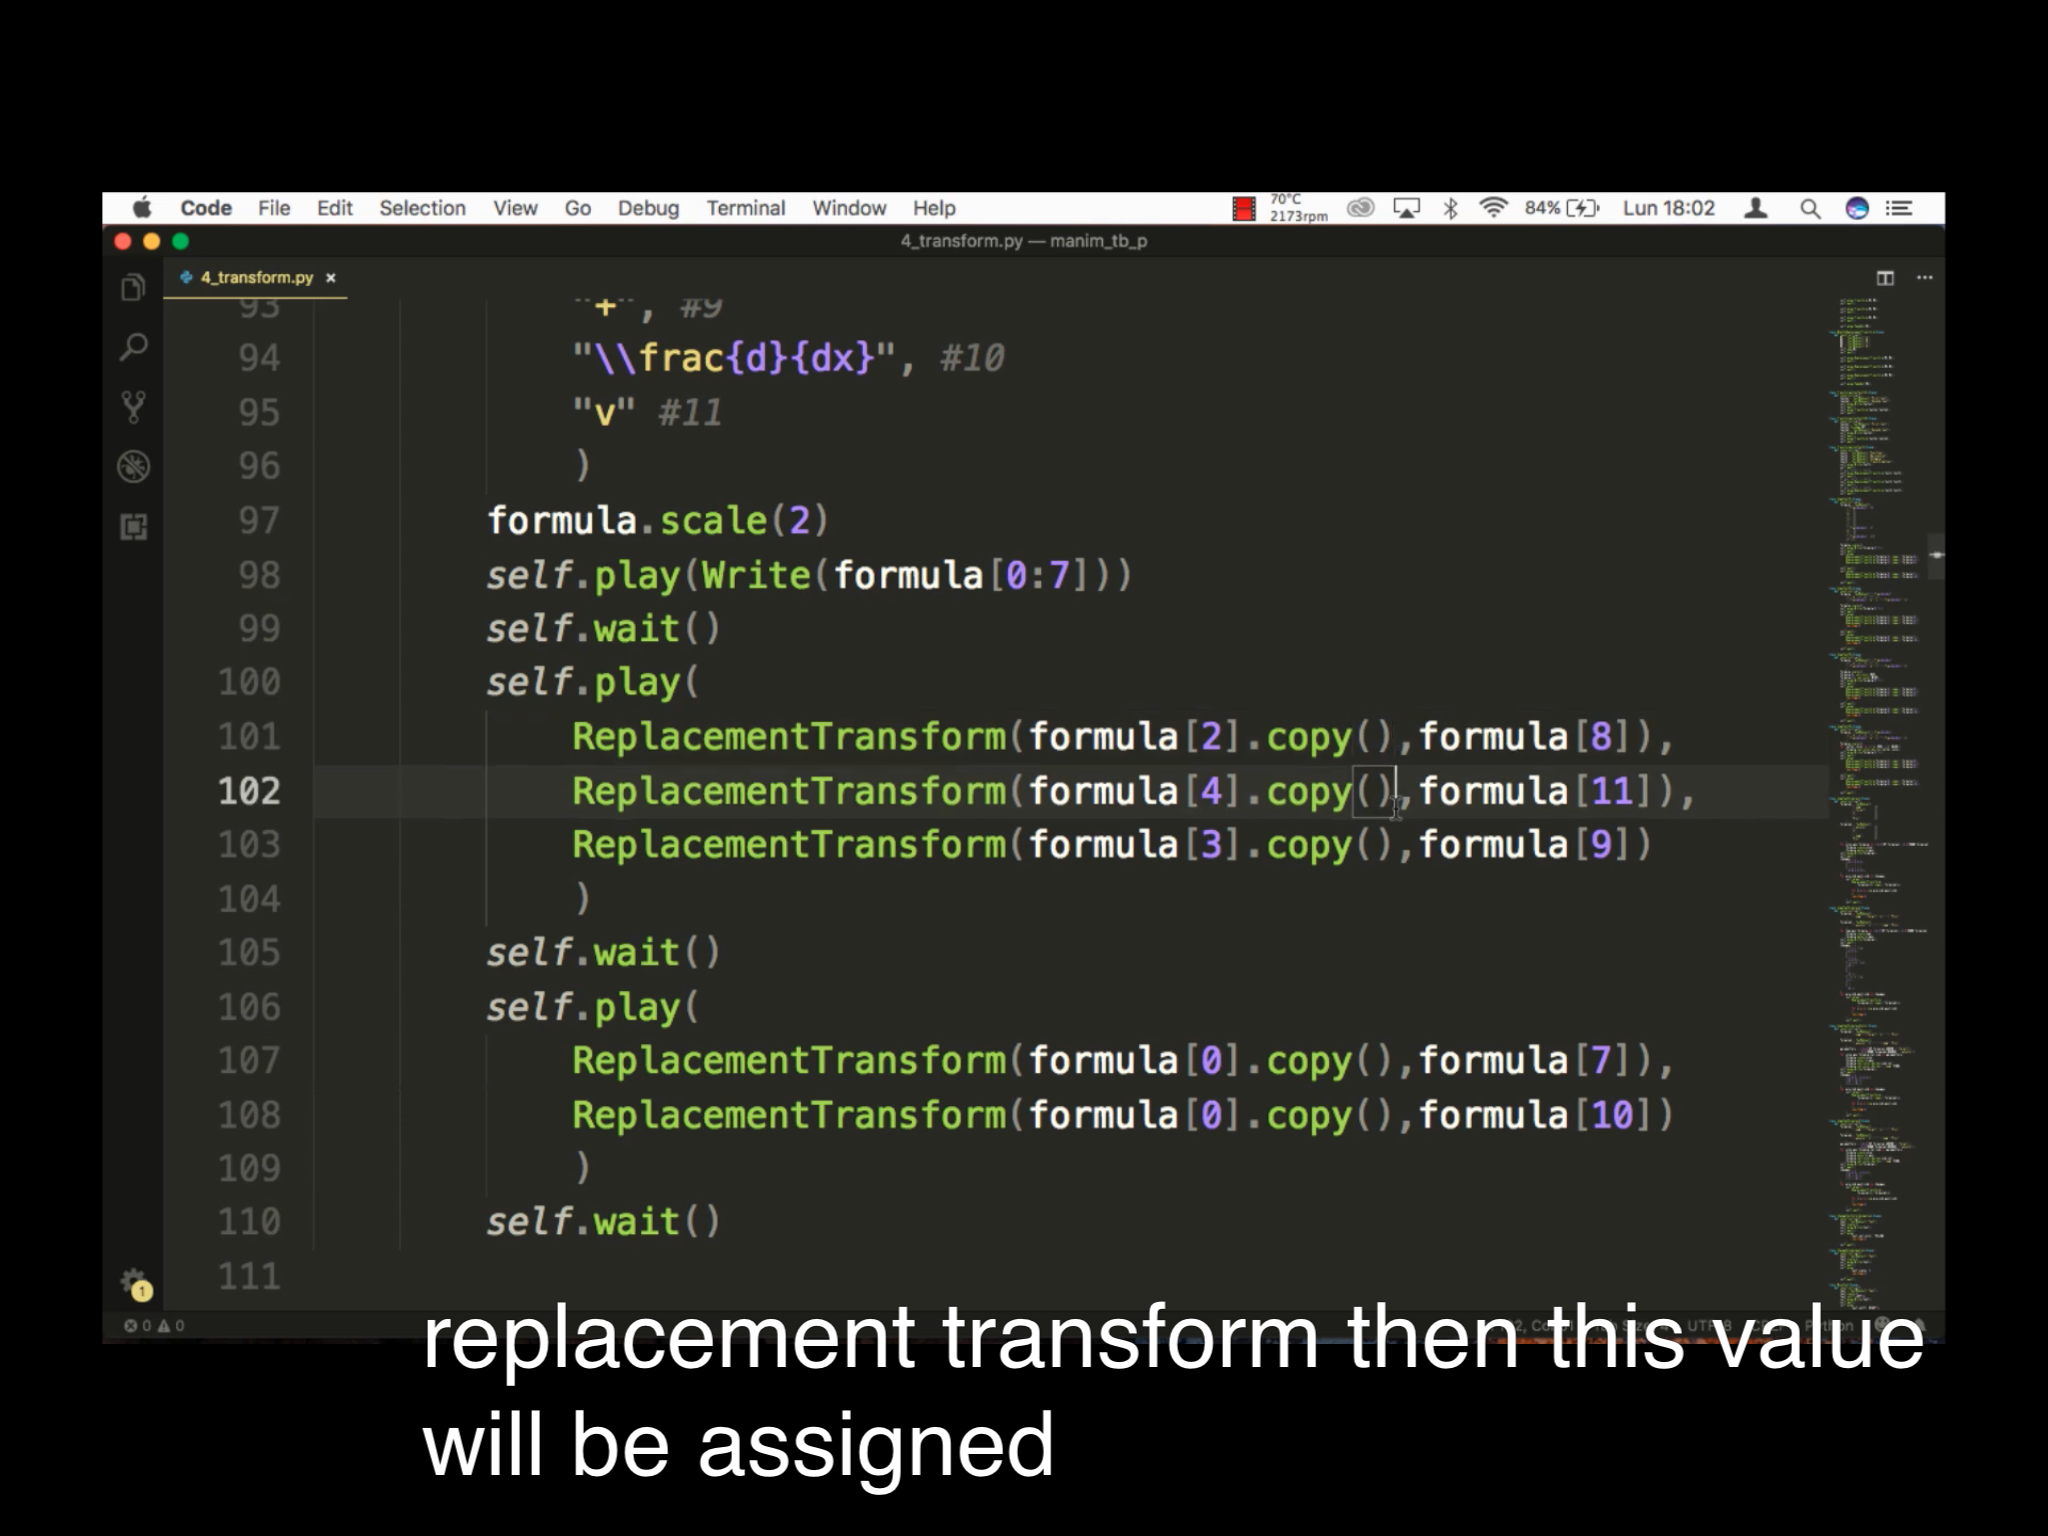 Code File Edit Selection View Go Debug Terminal Window Help 70°C 2173rpm 84% Lun 18:02
4_transform.py — manim_tb_p
4_transform.py ×
93 "+", #9
94 "\\frac{d}{dx}", #10
95 "v" #11
96 )
97 formula.scale(2)
98 self.play(Write(formula[0:7]))
99 self.wait()
100 self.play(
101 ReplacementTransform(formula[2].copy(),formula[8]),
102 ReplacementTransform(formula[4].copy(),formula[11]),
103 ReplacementTransform(formula[3].copy(),formula[9])
104 )
105 self.wait()
106 self.play(
107 ReplacementTransform(formula[0].copy(),formula[7]),
108 ReplacementTransform(formula[0].copy(),formula[10])
109 )
110 self.wait()
111
1
0 0
replacement transform then this value
will be assigned